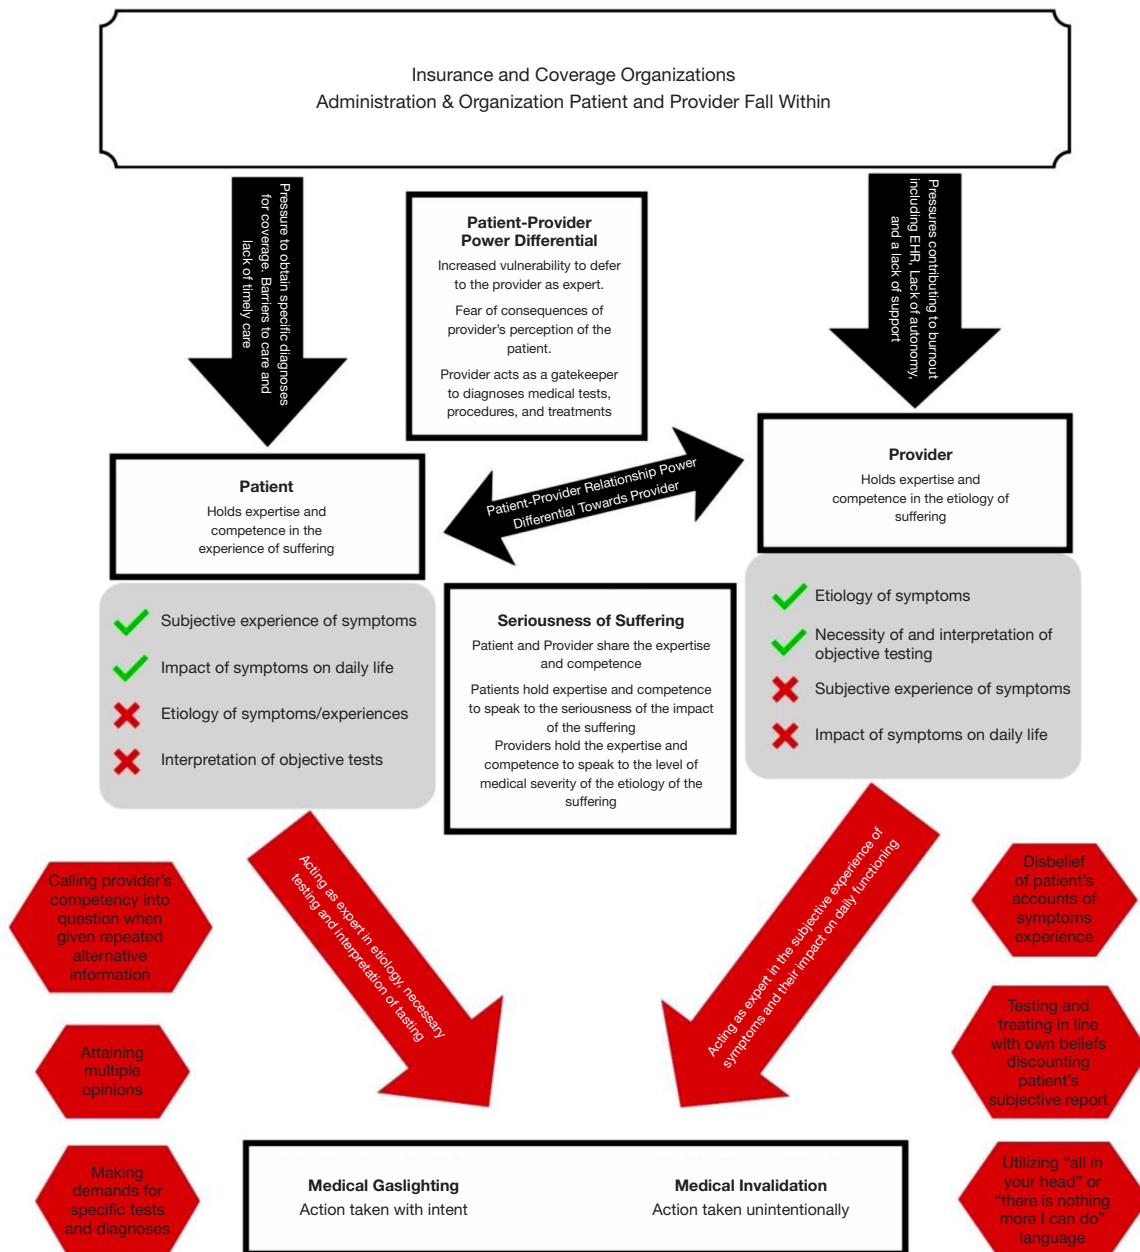 Insurance and Coverage Organizations
Administration & Organization Patient and Provider Fall Within
Pressure to obtain specific diagnoses
for coverage. Barriers to care and
lack of timely care
Patient-Provider
Power Differential
Increased vulnerability to defer
to the provider as expert.
Fear of consequences of
provider's perception of the
patient.
Provider acts as a gatekeeper
to diagnoses medical tests,
procedures, and treatments
Pressures contributing to burnout
including EHR, Lack of autonomy,
and a lack of support
Patient
Holds expertise and
competence in the
experience of suffering
Patient-Provider Relationship Power
Differential Towards Provider
Provider
Holds expertise and
competence in the etiology of
suffering
Subjective experience of symptoms
Impact of symptoms on daily life
Etiology of symptoms/experiences
Interpretation of objective tests
Seriousness of Suffering
Patient and Provider share the expertise
and competence
Patients hold expertise and competence
to speak to the seriousness of the impact
of the suffering
Providers hold the expertise and
competence to speak to the level of
medical severity of the etiology of the
suffering
Etiology of symptoms
Necessity of and interpretation of
objective testing
Subjective experience of symptoms
Impact of symptoms on daily life
Calling provider's
competency into
question when
given repeated
alternative
information
Attaining
multiple
opinions
Making
demands for
specific tests
and diagnoses
Acting as expert in etiology, necessary
testing and interpretation of tasting
Acting as expert in the subjective experience of
symptoms and their impact on daily functioning
Disbelief
of patient's
accounts of
symptoms
experience
Testing and
treating in line
with own beliefs
discounting
patient's
subjective report
Utilizing "all in
your head" or
"there is nothing
more I can do"
language
Medical Gaslighting
Action taken with intent
Medical Invalidation
Action taken unintentionally